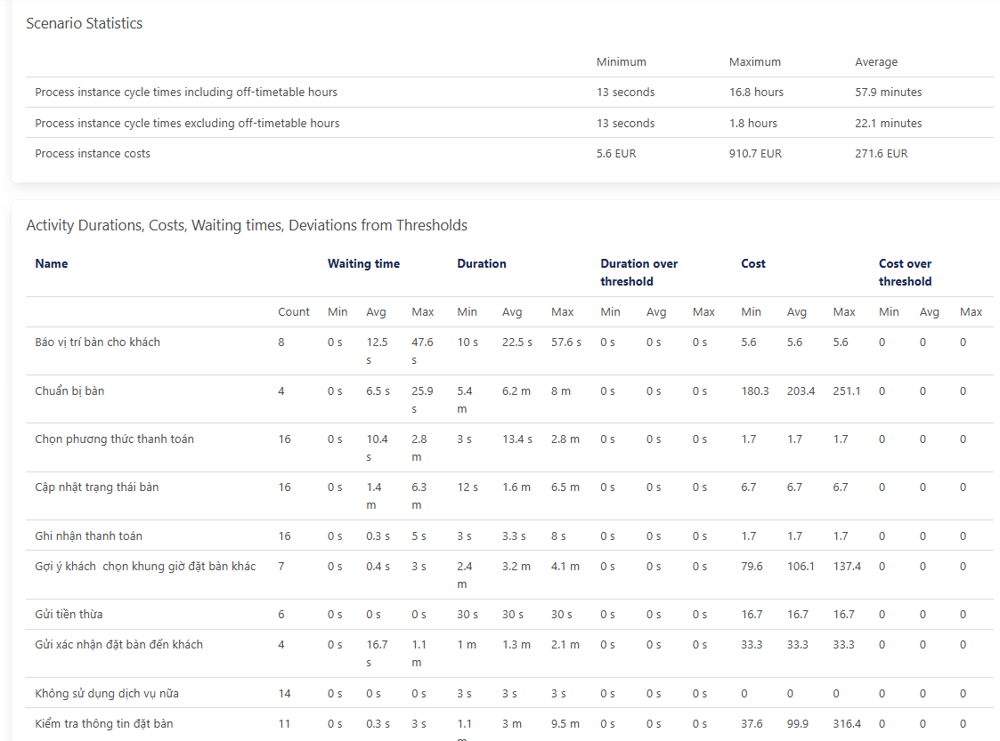 Scenario Statistics
Minimum Maximum Average
Process instance cycle times including off-timetable hours 13 seconds 16.8 hours 57.9 minutes
Process instance cycle times excluding off-timetable hours 13 seconds 1.8 hours 22.1 minutes
Process instance costs 5.6 EUR 910.7 EUR 271.6 EUR
Activity Durations, Costs, Waiting times, Deviations from Thresholds
Name Waiting time Duration Duration over Cost Cost over
threshold threshold
Count Min Avg Max Min Avg Max Min Avg Max Min Avg Max Min Avg Max
Báo vị trí bàn cho khách 8 0 s 12.5 47.6 10 s 22.5 s 57.6 s 0 s 0 s 0 s 5.6 5.6 5.6 0 0 0
s s
Chuẩn bị bàn 4 0 s 6.5 s 25.9 5.4 6.2 m 8 m 0 s 0 s 0 s 180.3 203.4 251.1 0 0 0
s m
Chọn phương thức thanh toán 16 0 s 10.4 2.8 3 s 13.4 s 2.8 m 0 s 0 s 0 s 1.7 1.7 1.7 0 0 0
s m
Cập nhật trạng thái bàn 16 0 s 1.4 6.3 12 s 1.6 m 6.5 m 0 s 0 s 0 s 6.7 6.7 6.7 0 0 0
m m
Ghi nhận thanh toán 16 0 s 0.3 s 5 s 3 s 3.3 s 8 s 0 s 0 s 0 s 1.7 1.7 1.7 0 0 0
Gợi ý khách chọn khung giờ đặt bàn khác 7 0 s 0.4 s 3 s 2.4 3.2 m 4.1 m 0 s 0 s 0 s 79.6 106.1 137.4 0 0 0
m
Gửi tiền thừa 6 0 s 0 s 0 s 30 s 30 s 30 s 0 s 0 s 0 s 16.7 16.7 16.7 0 0 0
Gửi xác nhận đặt bàn đến khách 4 0 s 16.7 1.1 1 m 1.3 m 2.1 m 0 s 0 s 0 s 33.3 33.3 33.3 0 0 0
s m
Không sử dụng dịch vụ nữa 14 0 s 0 s 0 s 3 s 3 s 3 s 0 s 0 s 0 s 0 0 0 0 0 0
Kiểm tra thông tin đặt bàn 11 0 s 0.3 s 3 s 1.1 3 m 9.5 m 0 s 0 s 0 s 37.6 99.9 316.4 0 0 0
m